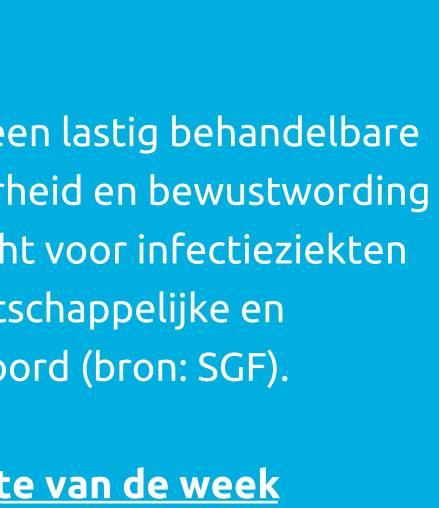 een lastig behandelbare
rheid en bewustwording
ht voor infectieziekten
tschappelijke en
oord (bron: SGF).
te van de week